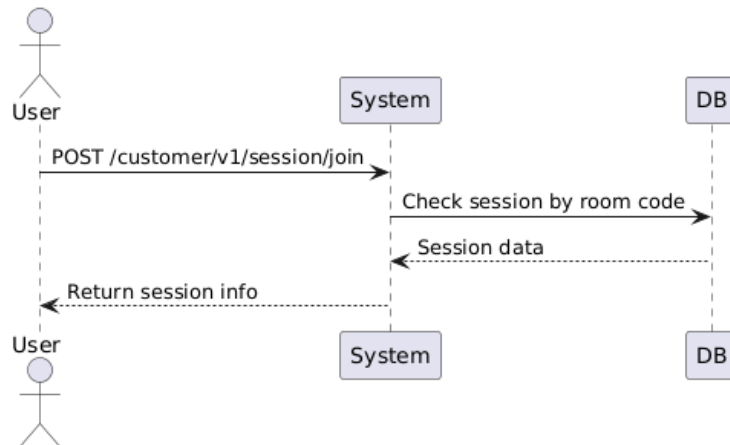 User
System
DB
POST /customer/v1/session/join
Check session by room code
Session data
Return session info
User
System
DB